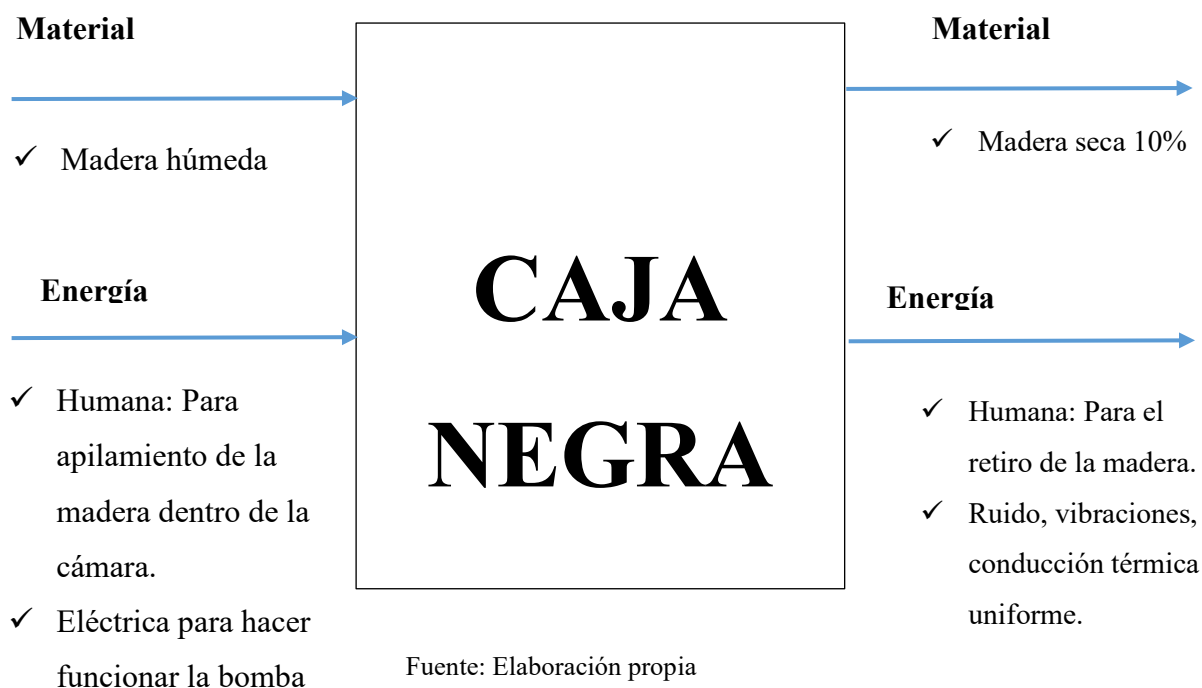 Material
✓ Madera húmeda
Energía
✓ Humana: Para
apilamiento de la
madera dentro de la
cámara.
✓ Eléctrica para hacer
funcionar la bomba
CAJA
NEGRA
Material
✓ Madera seca 10%
Energía
✓ Humana: Para el
retiro de la madera.
✓ Ruido, vibraciones,
conducción térmica
uniforme.
Fuente: Elaboración propia